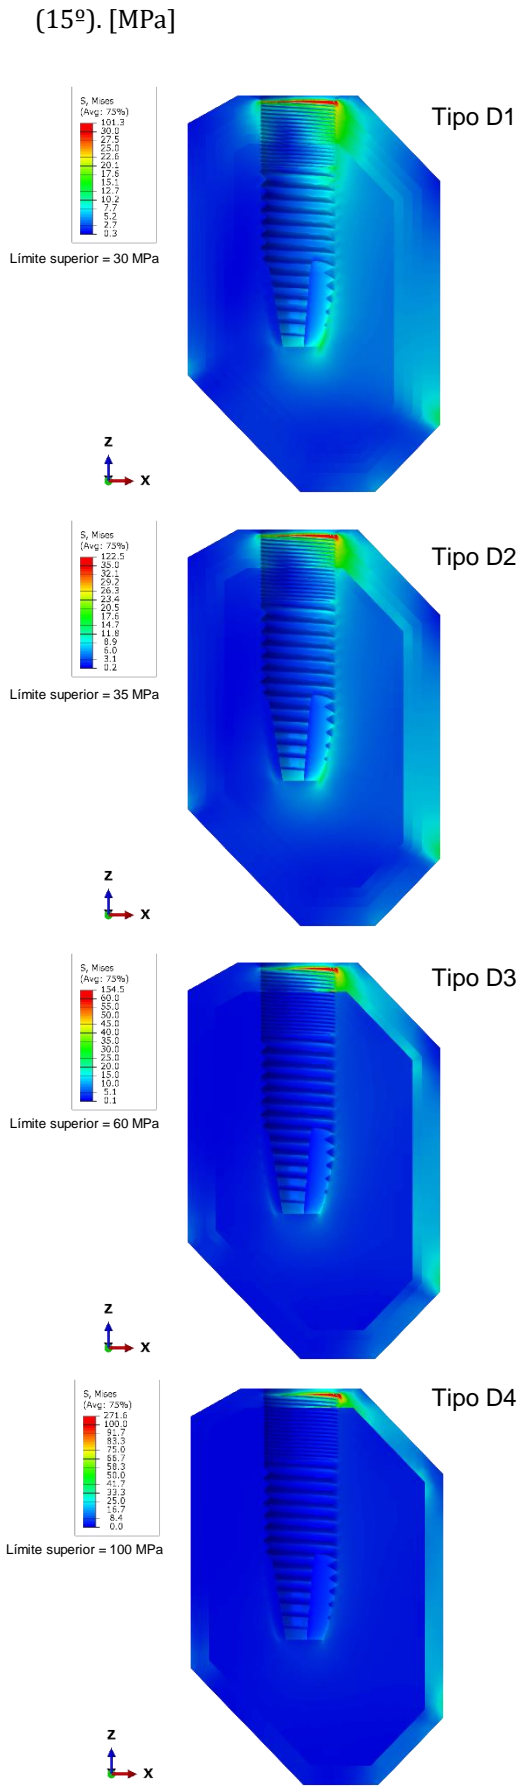 (15º). [MPa]
Tipo D1
S, Mises
(Avg: 75%)
101.3
30.0
27.5
25.0
22.6
20.1
17.6
15.1
12.7
10.2
7.7
5.2
2.7
0.3
Límite superior = 30 MPa
Z
X
Tipo D2
S, Mises
(Avg: 75%)
122.5
35.0
32.1
29.2
26.3
23.4
20.5
17.6
14.7
11.8
8.9
6.0
3.1
0.2
Límite superior = 35 MPa
Z
X
Tipo D3
S, Mises
(Avg: 75%)
154.5
60.0
55.0
50.0
45.0
40.0
35.0
30.0
25.0
20.0
15.0
10.0
5.1
0.1
Límite superior = 60 MPa
Z
X
Tipo D4
S, Mises
(Avg: 75%)
271.6
100.0
91.7
83.3
75.0
66.7
58.3
50.0
41.7
33.3
25.0
16.7
8.4
0.0
Límite superior = 100 MPa
Z
X